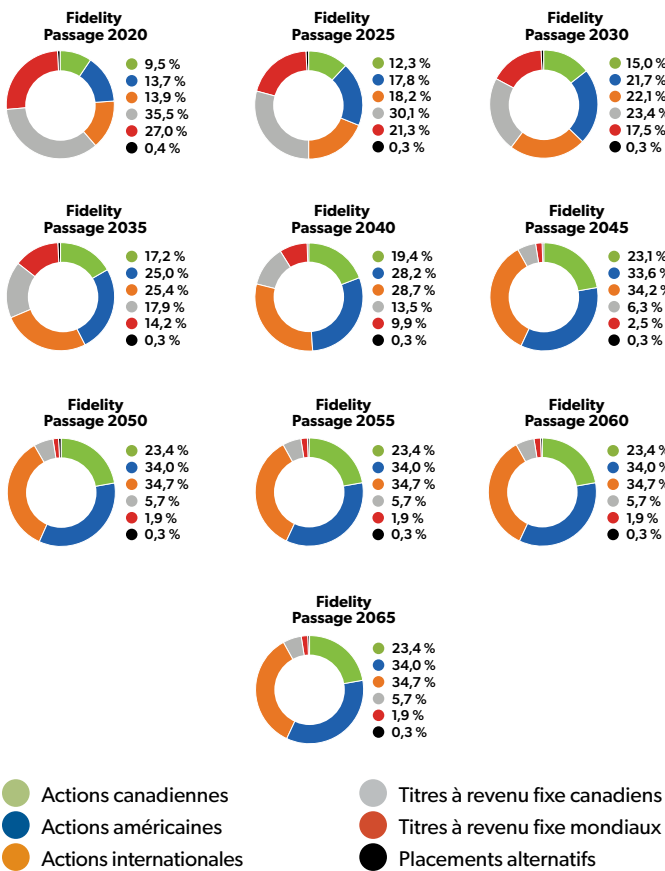 Fidelity
Passage 2020
9,5 %
13,7 %
13,9 %
35,5 %
27,0 %
0,4 %
Fidelity
Passage 2025
12,3 %
17,8 %
18,2 %
30,1 %
21,3 %
0,3 %
Fidelity
Passage 2030
15,0 %
21,7 %
22,1 %
23,4 %
17,5 %
0,3 %
Fidelity
Passage 2035
17,2 %
25,0 %
25,4 %
17,9 %
14,2 %
0,3 %
Fidelity
Passage 2040
19,4 %
28,2 %
28,7 %
13,5 %
9,9 %
0,3 %
Fidelity
Passage 2045
23,1 %
33,6 %
34,2 %
6,3 %
2,5 %
0,3 %
Fidelity
Passage 2050
23,4 %
34,0 %
34,7 %
5,7 %
1,9 %
0,3 %
Fidelity
Passage 2055
23,4 %
34,0 %
34,7 %
5,7 %
1,9 %
0,3 %
Fidelity
Passage 2060
23,4 %
34,0 %
34,7 %
5,7 %
1,9 %
0,3 %
Fidelity
Passage 2065
23,4 %
34,0 %
34,7 %
5,7 %
1,9 %
0,3 %
Actions canadiennes
Actions américaines
Actions internationales
Titres à revenu fixe canadiens
Titres à revenu fixe mondiaux
Placements alternatifs